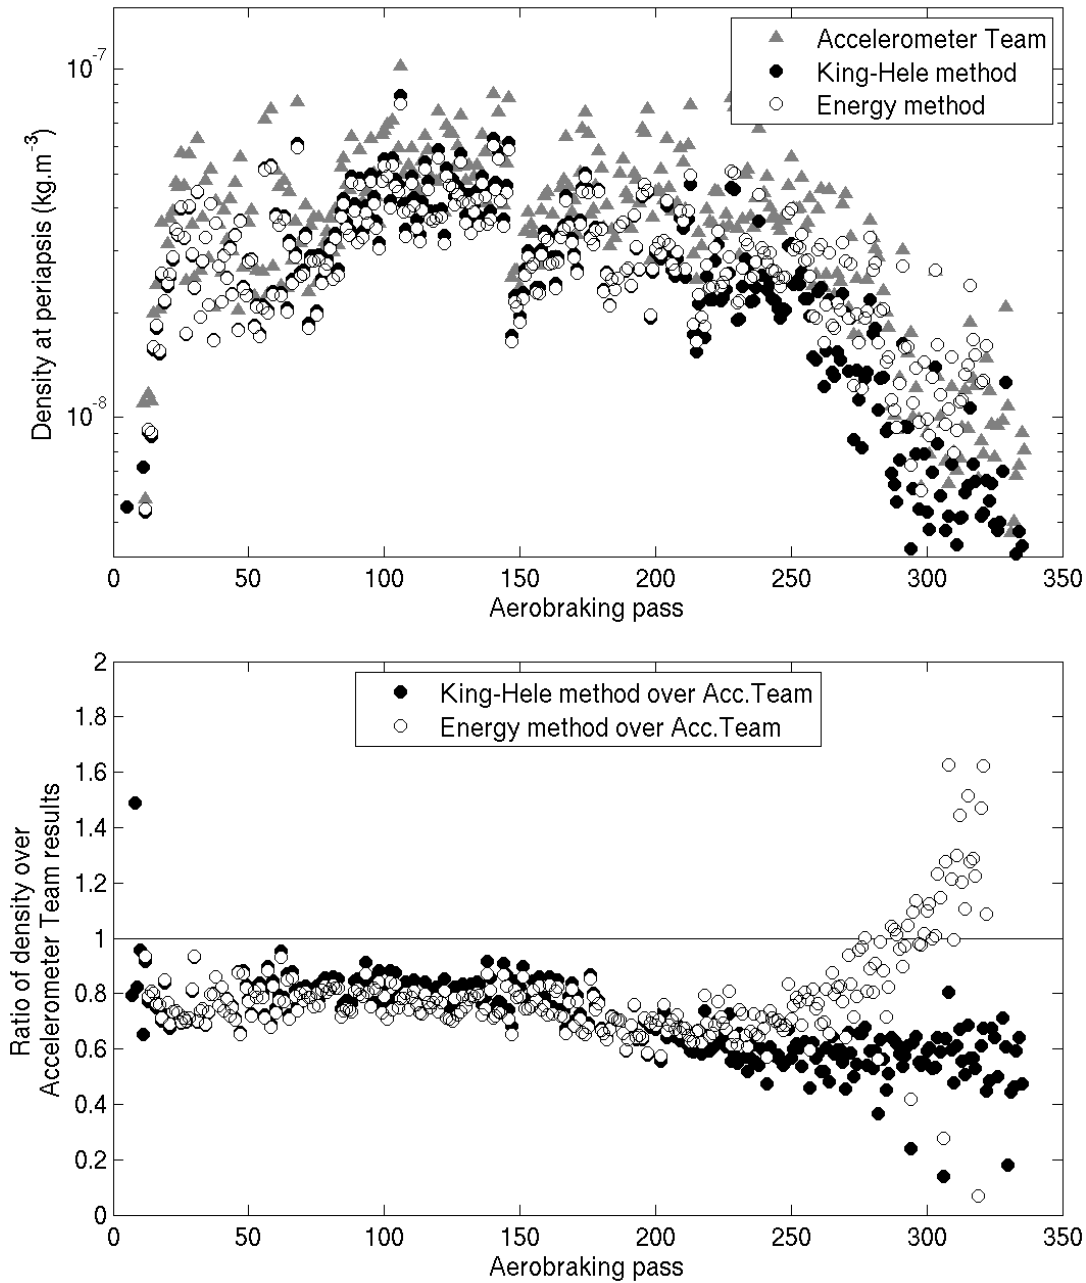 Accelerometer Team
King-Hele method
Energy method
Density at periapsis (kg.m⁻³)
10⁻⁷
10⁻⁸
0 50 100 150 200 250 300 350
Aerobraking pass
King-Hele method over Acc.Team
Energy method over Acc.Team
Ratio of density over
Accelerometer Team results
2
1.8
1.6
1.4
1.2
1
0.8
0.6
0.4
0.2
0
0 50 100 150 200 250 300 350
Aerobraking pass